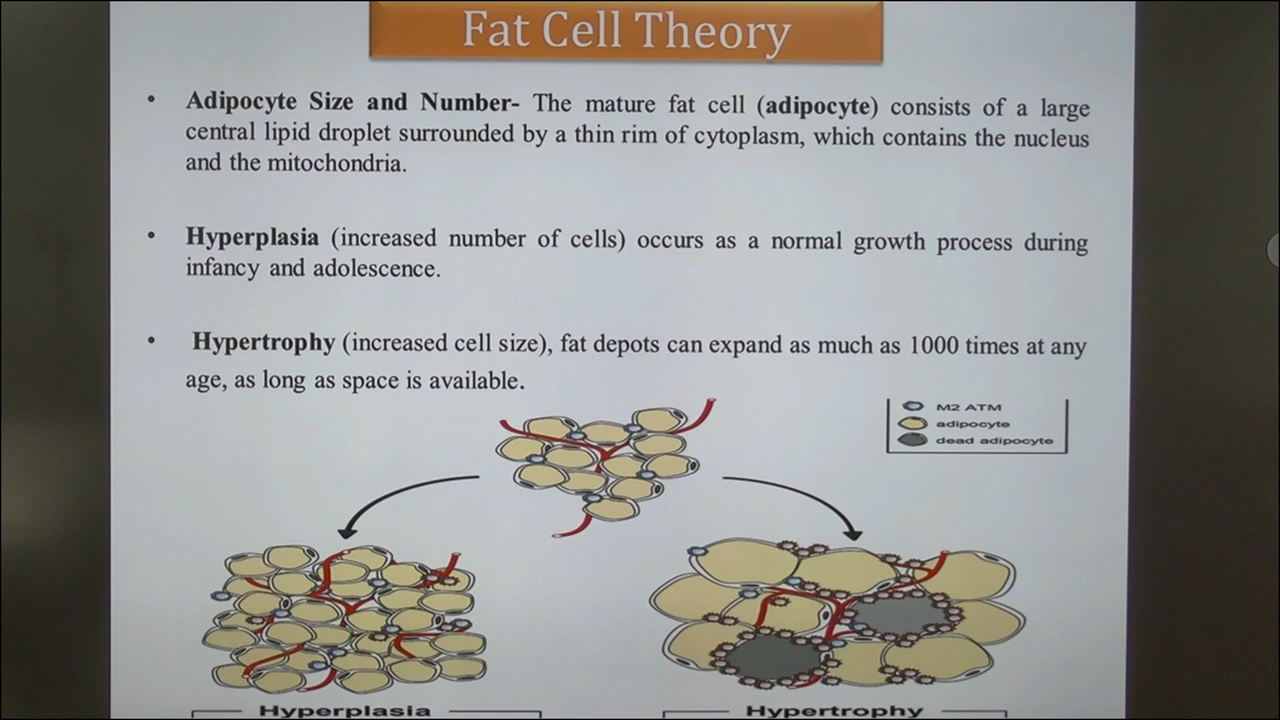 Fat Cell Theory
• Adipocyte Size and Number- The mature fat cell (adipocyte) consists of a large
central lipid droplet surrounded by a thin rim of cytoplasm, which contains the nucleus
and the mitochondria.
• Hyperplasia (increased number of cells) occurs as a normal growth process during
infancy and adolescence.
• Hypertrophy (increased cell size), fat depots can expand as much as 1000 times at any
age, as long as space is available.
M2 ATM
adipocyte
dead adipocyte
Hyperplasia
Hypertrophy